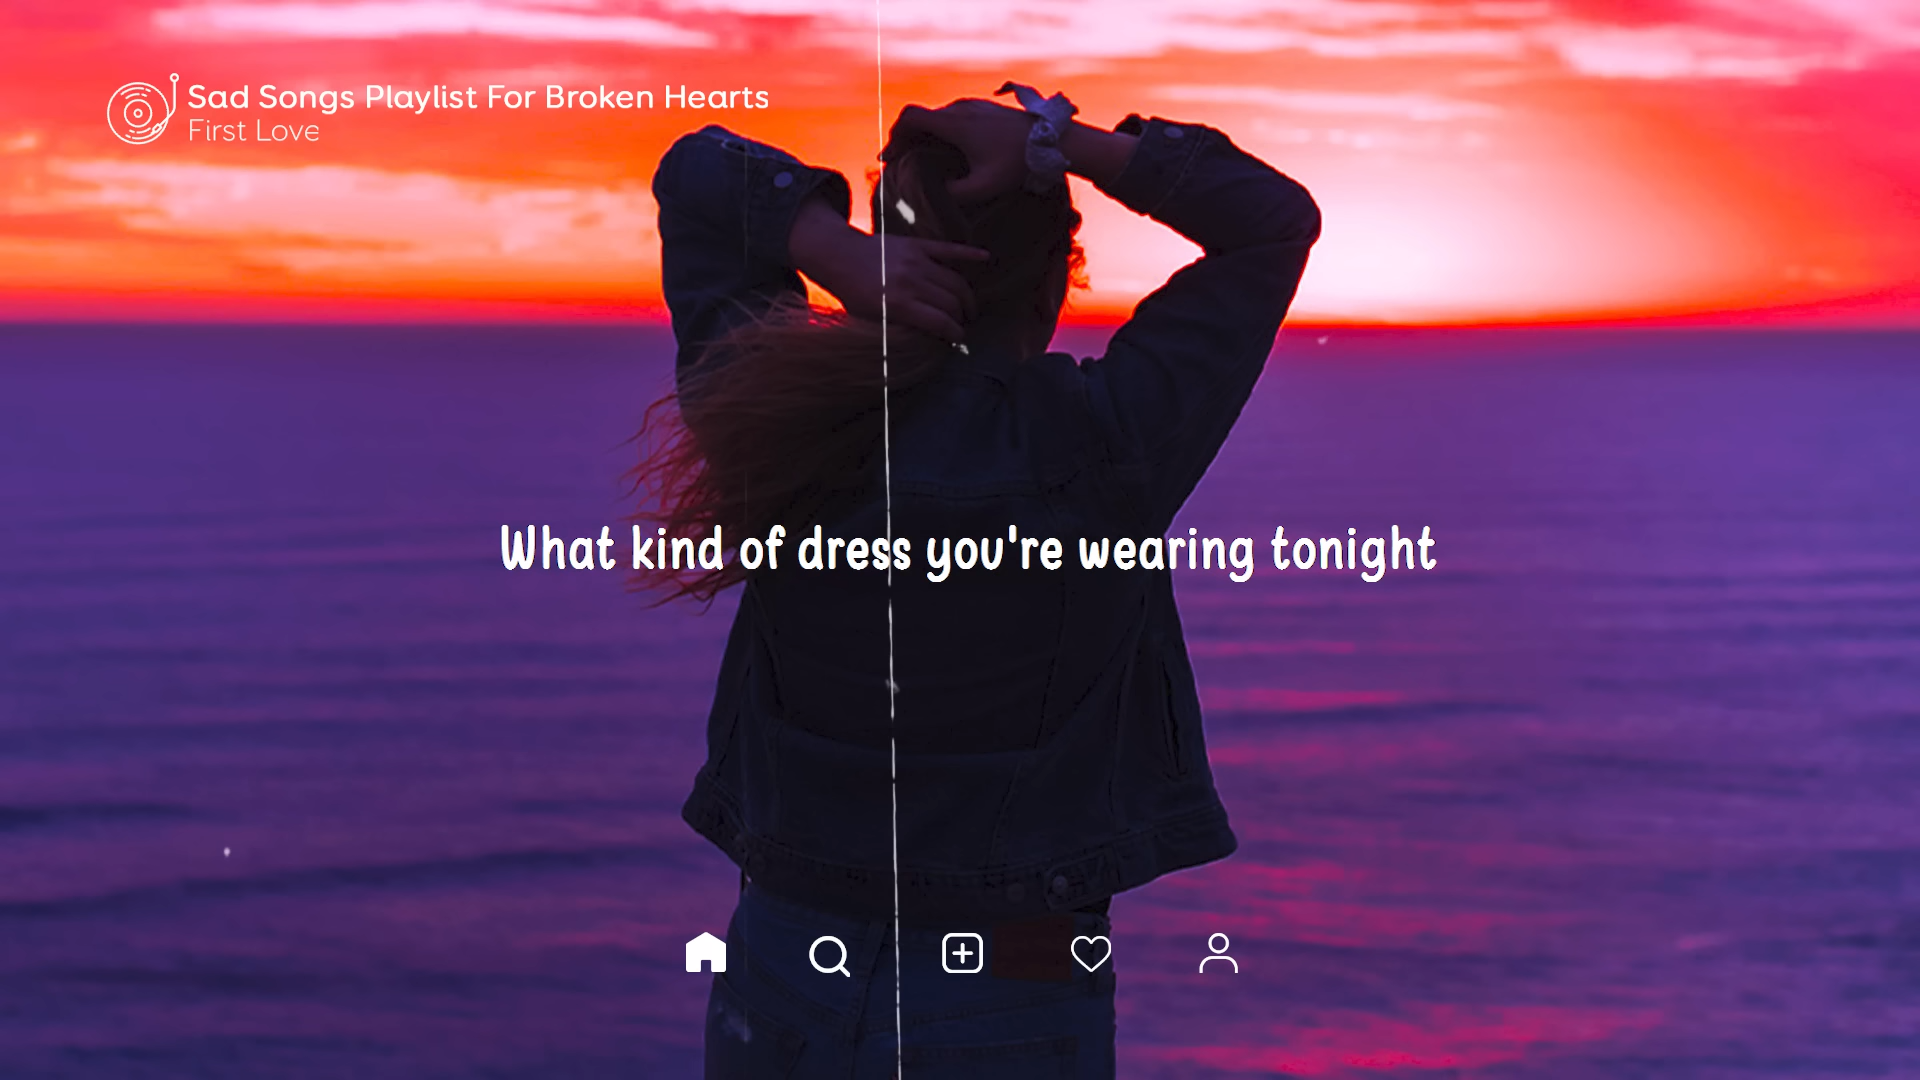 Sad Songs Playlist For Broken Hearts
First Love
What kind of dress you're wearing tonight